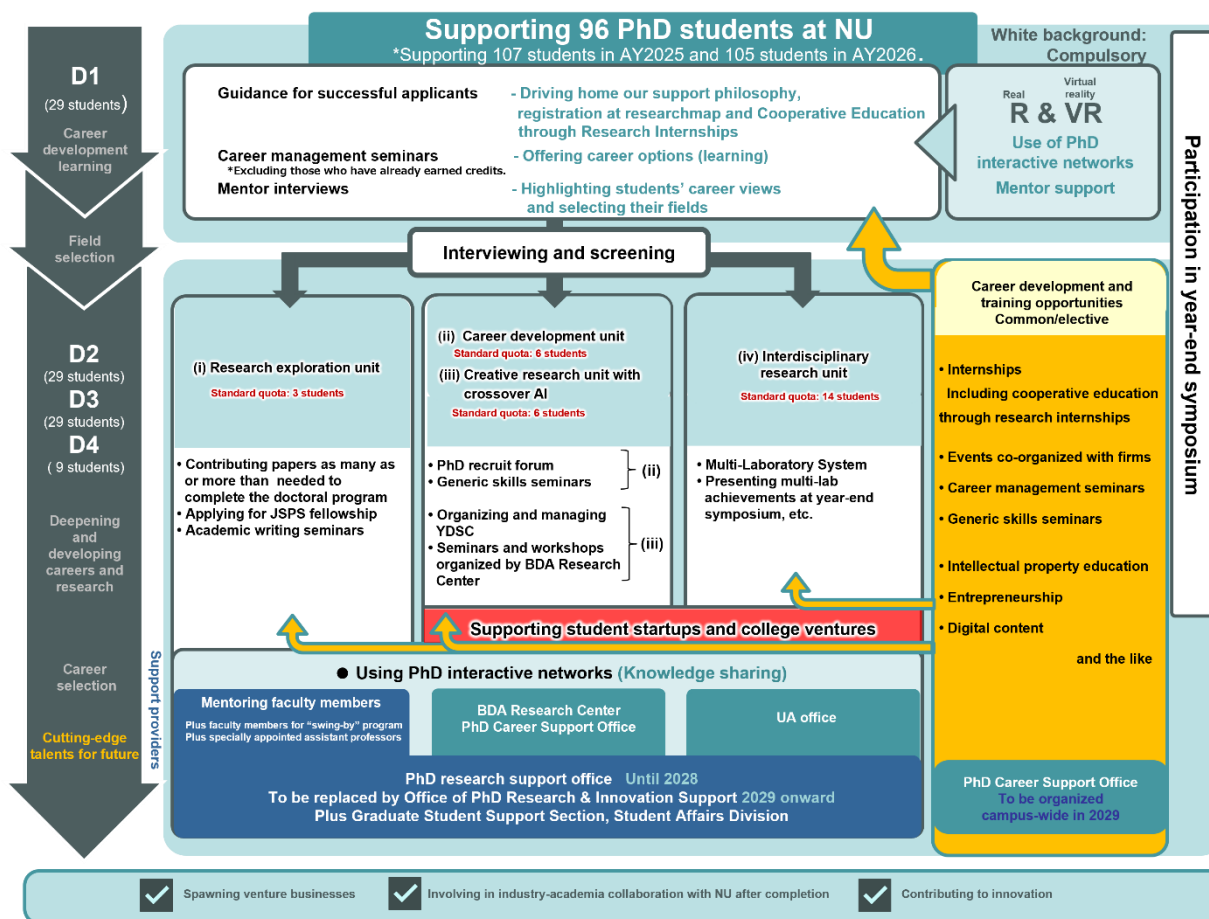 Supporting 96 PhD students at NU
*Supporting 107 students in AY2025 and 105 students in AY2026.
White background:
Compulsory
D1
(29 students)
Career
development
learning
Field
selection
D2
(29 students)
D3
(29 students)
D4
( 9 students)
Deepening
and
developing
careers and
research
Career
selection
Cutting-edge
talents for future
Support providers
Guidance for successful applicants
- Driving home our support philosophy,
registration at researchmap and Cooperative Education
through Research Internships
Career management seminars
*Excluding those who have already earned credits.
- Offering career options (learning)
Mentor interviews
- Highlighting students' career views
and selecting their fields
Real
Virtual
reality
R & VR
Use of PhD
interactive networks
Mentor support
Participation in year-end symposium
Interviewing and screening
(i) Research exploration unit
Standard quota: 3 students
• Contributing papers as many as
or more than needed to
complete the doctoral program
• Applying for JSPS fellowship
• Academic writing seminars
(ii) Career development unit
Standard quota: 6 students
(iii) Creative research unit with
crossover AI
Standard quota: 6 students
• PhD recruit forum
• Generic skills seminars
(ii)
• Organizing and managing
YDSC
• Seminars and workshops
organized by BDA Research
Center
(iii)
(iv) Interdisciplinary
research unit
Standard quota: 14 students
• Multi-Laboratory System
• Presenting multi-lab
achievements at year-end
symposium, etc.
Supporting student startups and college ventures
Career development and
training opportunities
Common/elective
• Internships
Including cooperative education
through research internships
• Events co-organized with firms
• Career management seminars
• Generic skills seminars
• Intellectual property education
• Entrepreneurship
• Digital content
and the like
● Using PhD interactive networks (Knowledge sharing)
Mentoring faculty members
Plus faculty members for "swing-by" program
Plus specially appointed assistant professors
BDA Research Center
PhD Career Support Office
UA office
PhD research support office Until 2028
To be replaced by Office of PhD Research & Innovation Support 2029 onward
Plus Graduate Student Support Section, Student Affairs Division
PhD Career Support Office
To be organized
campus-wide in 2029
Spawning venture businesses
Involving in industry-academia collaboration with NU after completion
Contributing to innovation